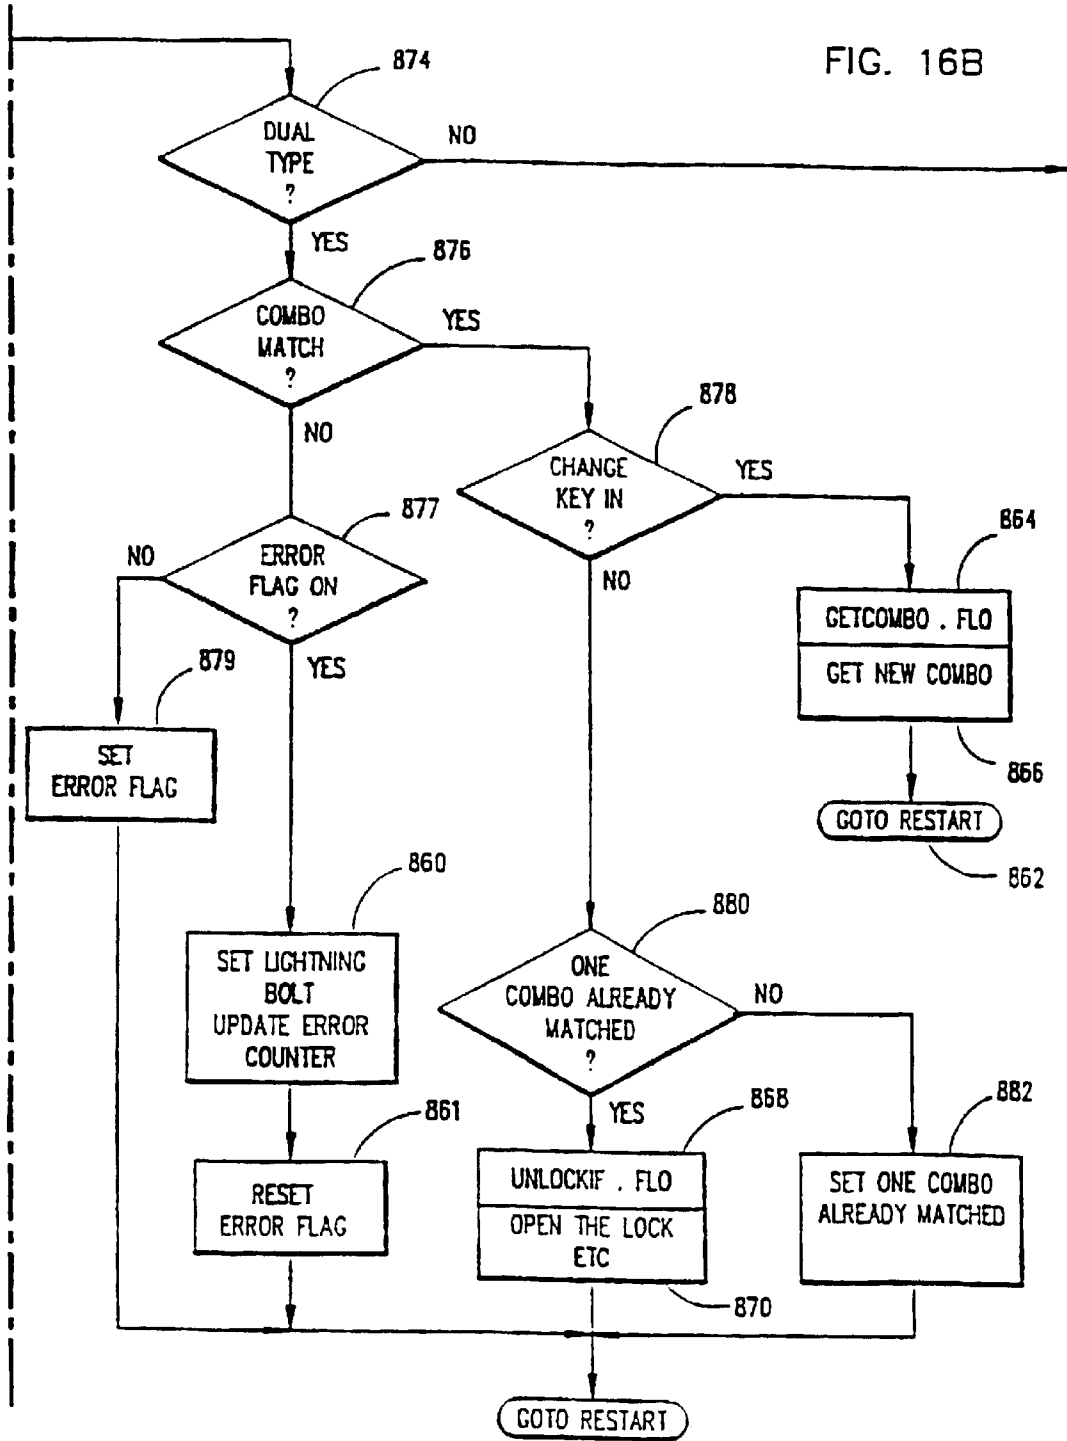 FIG. 16B
874
DUAL
TYPE
?
NO
YES
876
COMBO
MATCH
?
YES
NO
878
CHANGE
KEY IN
?
YES
NO
877
ERROR
FLAG ON
?
NO
YES
864
GETCOMBO . FLO
GET NEW COMBO
866
GOTO RESTART
862
879
SET
ERROR FLAG
860
SET LIGHTNING
BOLT
UPDATE ERROR
COUNTER
880
ONE
COMBO ALREADY
MATCHED
?
NO
YES
861
RESET
ERROR FLAG
868
UNLOCKIF . FLO
OPEN THE LOCK
ETC
870
882
SET ONE COMBO
ALREADY MATCHED
GOTO RESTART